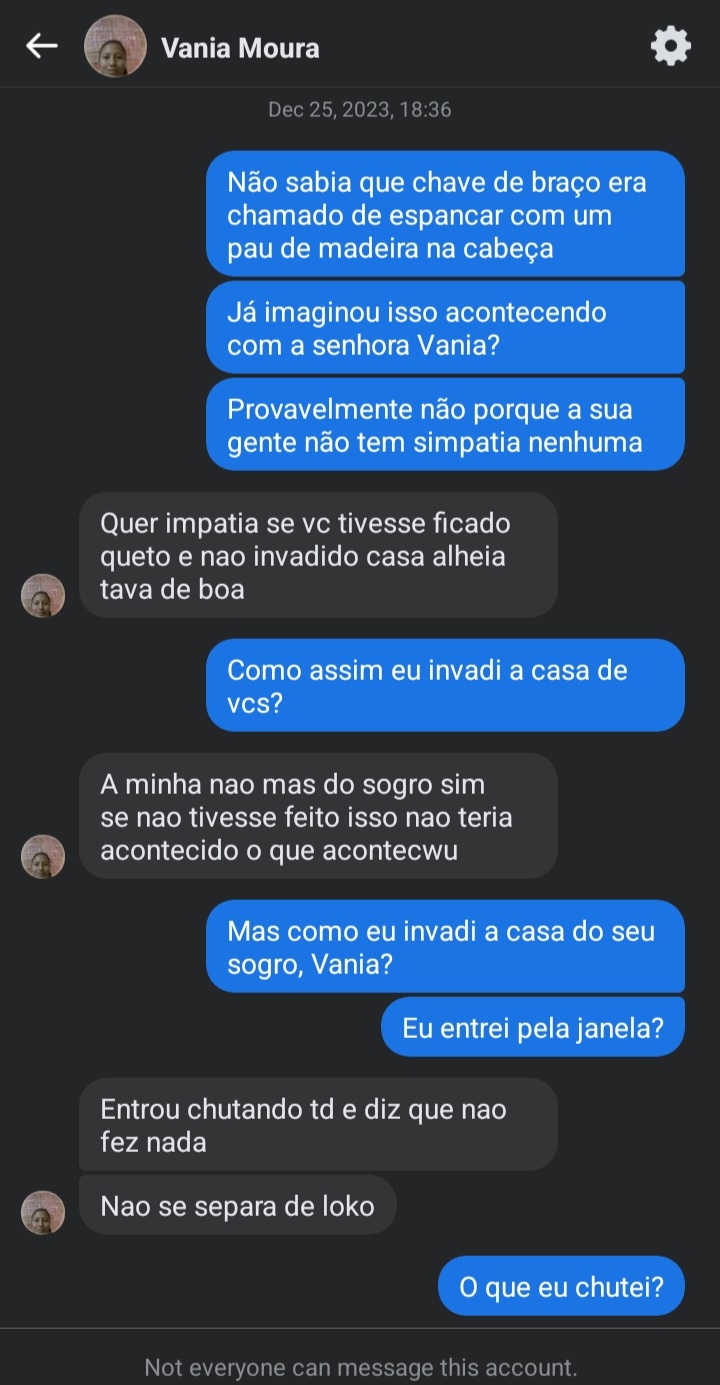 Vania Moura
Dec 25, 2023, 18:36
Não sabia que chave de braço era
chamado de espancar com um
pau de madeira na cabeça
Já imaginou isso acontecendo
com a senhora Vania?
Provavelmente não porque a sua
gente não tem simpatia nenhuma
Quer impatia se vc tivesse ficado
queto e nao invadido casa alheia
tava de boa
Como assim eu invadi a casa de
vcs?
A minha nao mas do sogro sim
se nao tivesse feito isso nao teria
acontecido o que acontecwu
Mas como eu invadi a casa do seu
sogro, Vania?
Eu entrei pela janela?
Entrou chutando td e diz que nao
fez nada
Nao se separa de loko
O que eu chutei?
Not everyone can message this account.